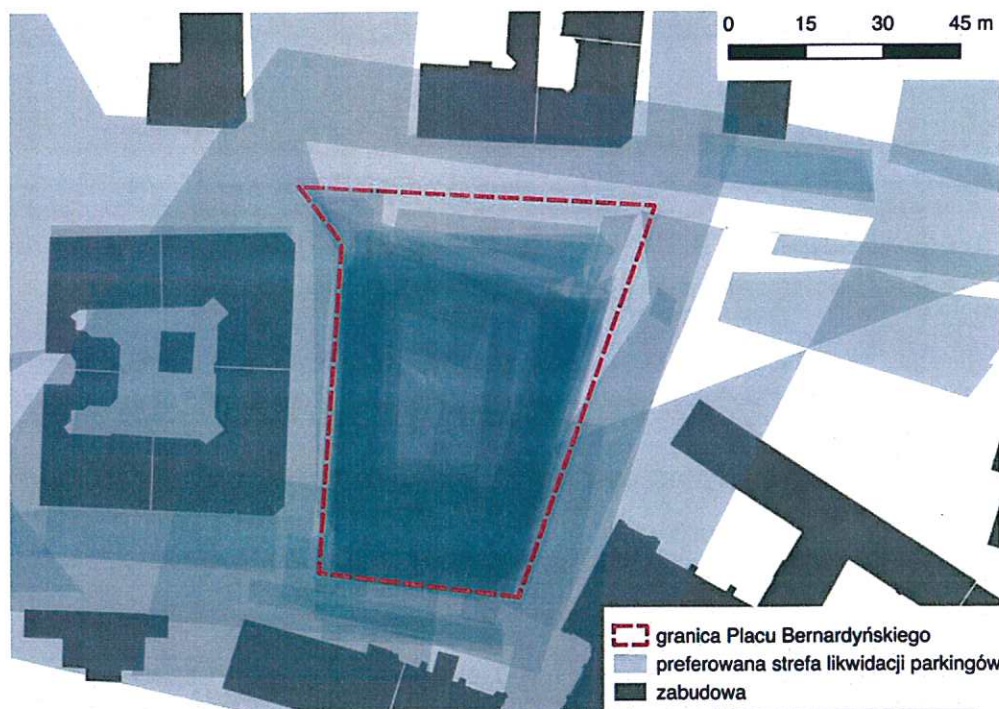 0 15 30 45 m
granica Placu Bernardyńskiego
preferowana strefa likwidacji parkingów
zabudowa